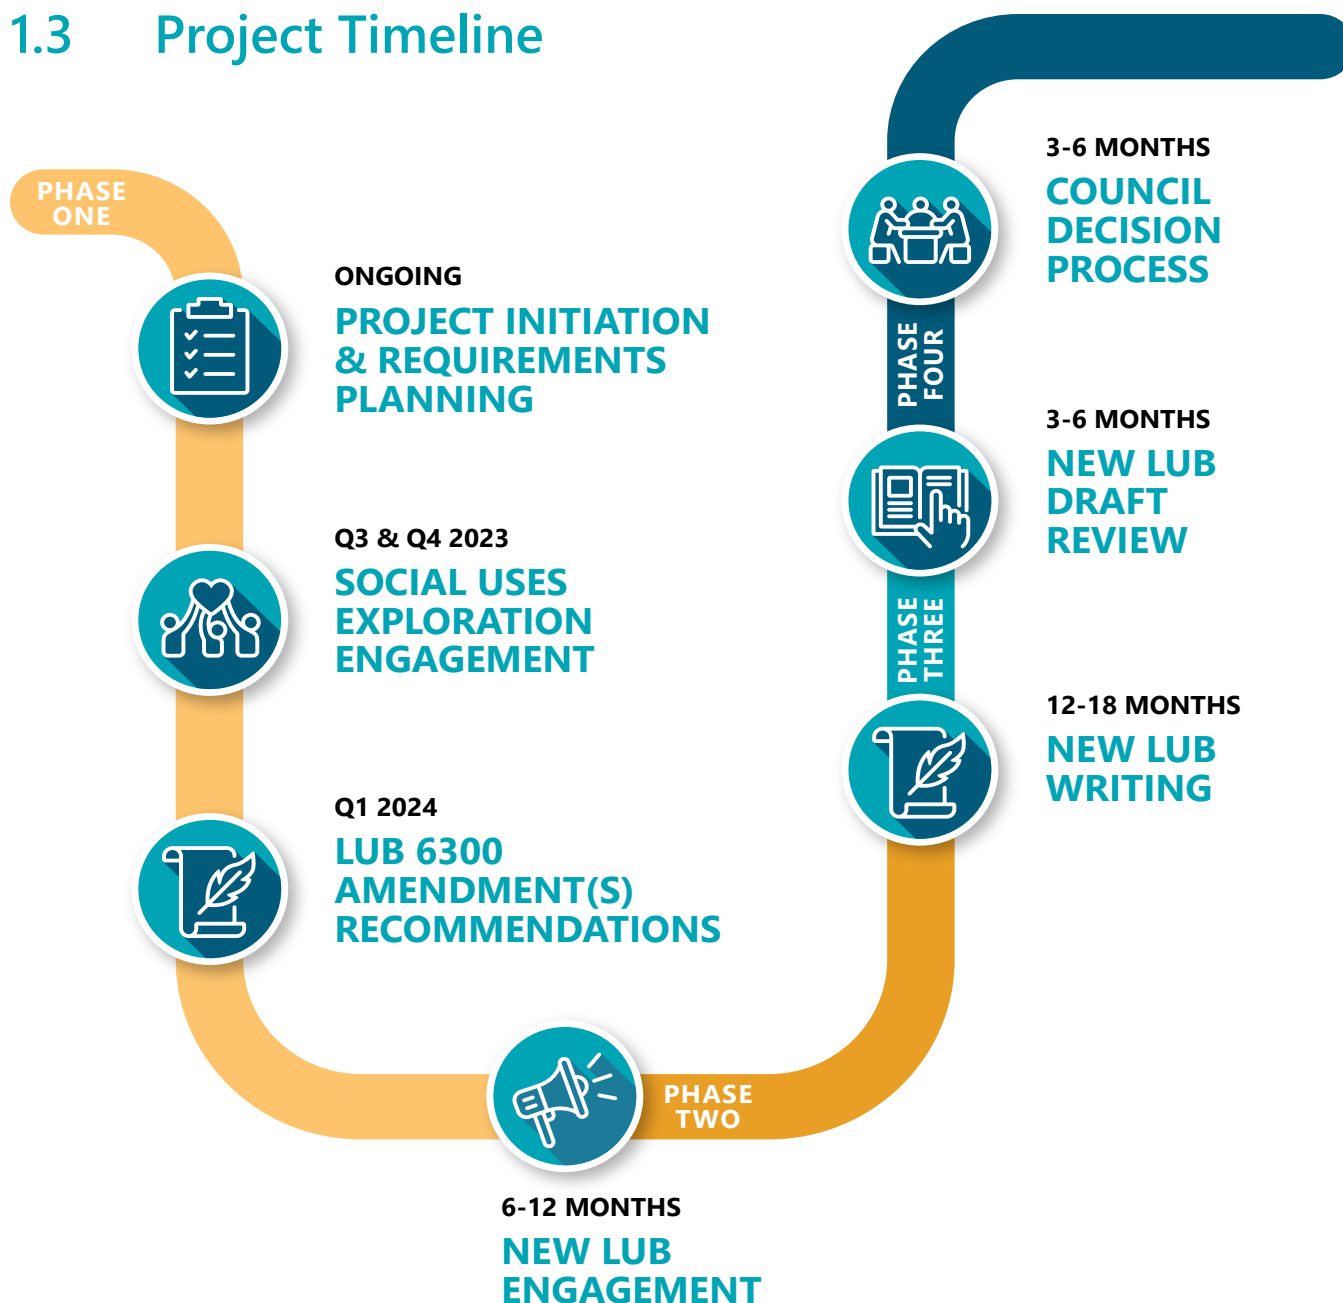 1.3 Project Timeline
PHASE
ONE
ONGOING
PROJECT INITIATION
& REQUIREMENTS
PLANNING
Q3 & Q4 2023
SOCIAL USES
EXPLORATION
ENGAGEMENT
Q1 2024
LUB 6300
AMENDMENT(S)
RECOMMENDATIONS
6-12 MONTHS
NEW LUB
ENGAGEMENT
PHASE
TWO
12-18 MONTHS
NEW LUB
WRITING
PHASE
THREE
3-6 MONTHS
NEW LUB
DRAFT
REVIEW
PHASE
FOUR
3-6 MONTHS
COUNCIL
DECISION
PROCESS